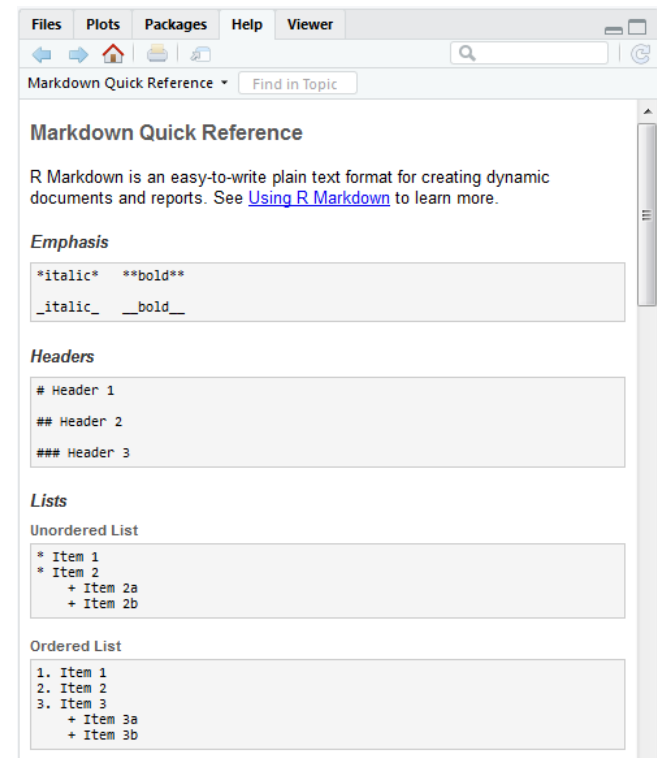 Files Plots Packages Help Viewer
Markdown Quick Reference Find in Topic
Markdown Quick Reference
R Markdown is an easy-to-write plain text format for creating dynamic
documents and reports. See Using R Markdown to learn more.
Emphasis
*italic*   **bold**
_italic_   __bold__
Headers
# Header 1
## Header 2
### Header 3
Lists
Unordered List
* Item 1
* Item 2
    + Item 2a
    + Item 2b
Ordered List
1. Item 1
2. Item 2
3. Item 3
    + Item 3a
    + Item 3b